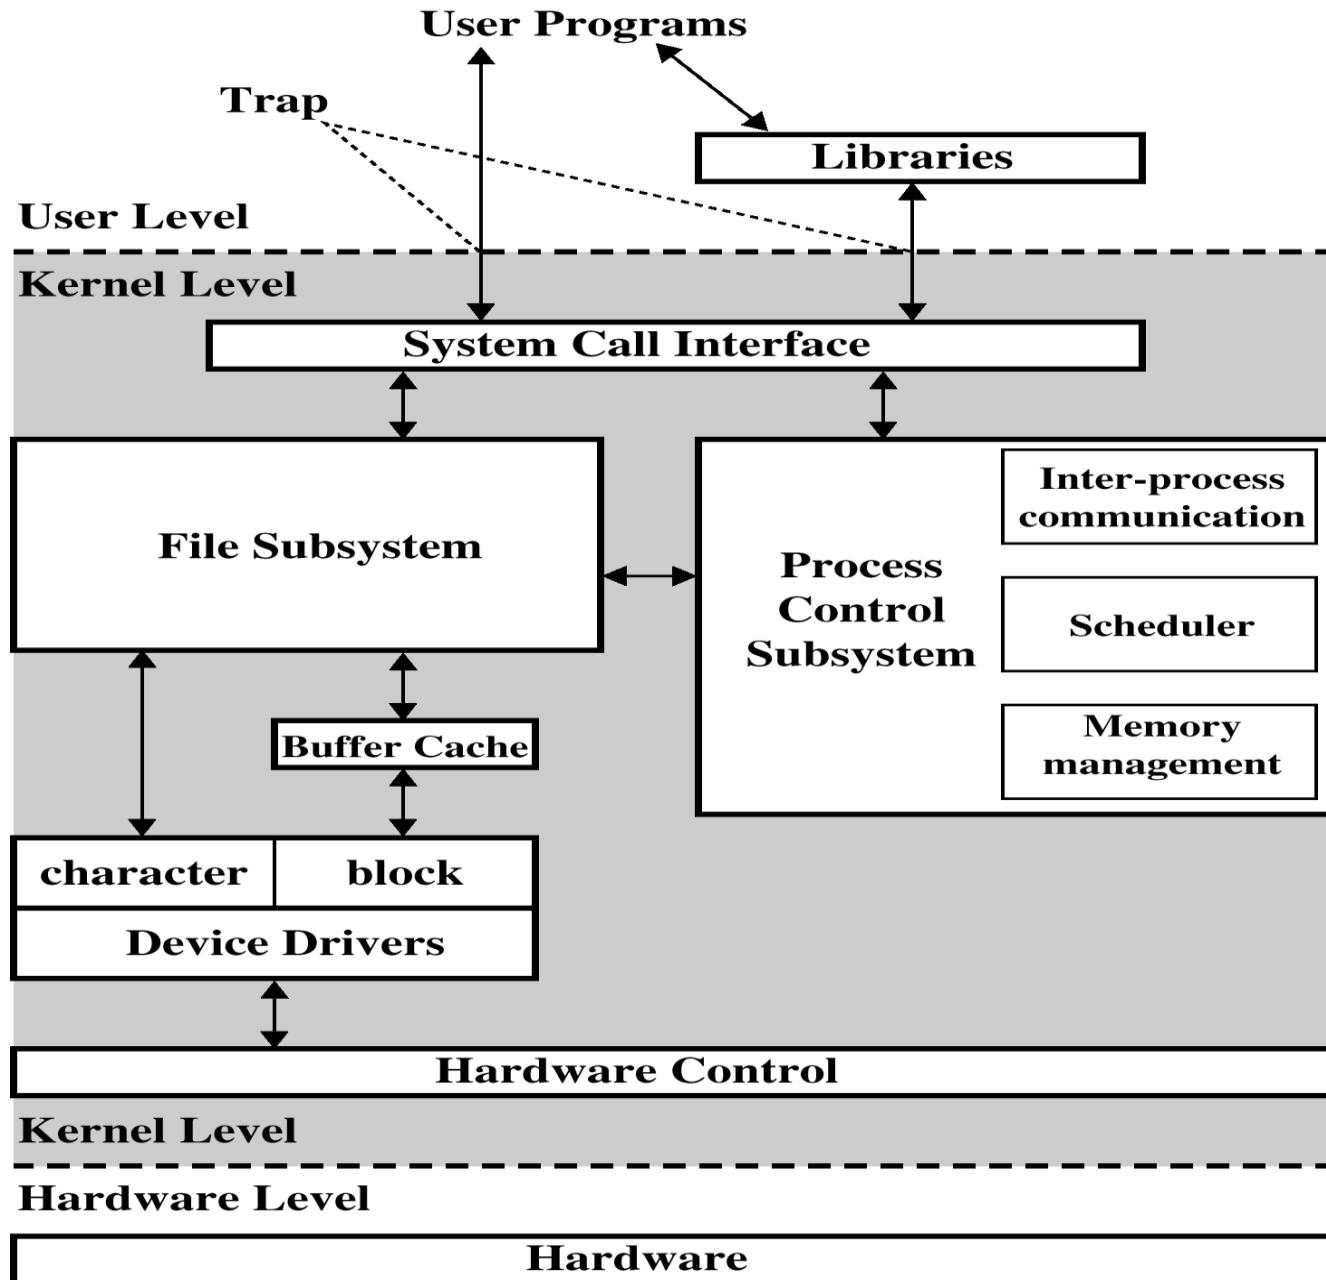 User Programs
Trap
Libraries
User Level
Kernel Level
System Call Interface
File Subsystem
Process
Control
Subsystem
Inter-process
communication
Scheduler
Memory
management
Buffer Cache
character
block
Device Drivers
Hardware Control
Kernel Level
Hardware Level
Hardware